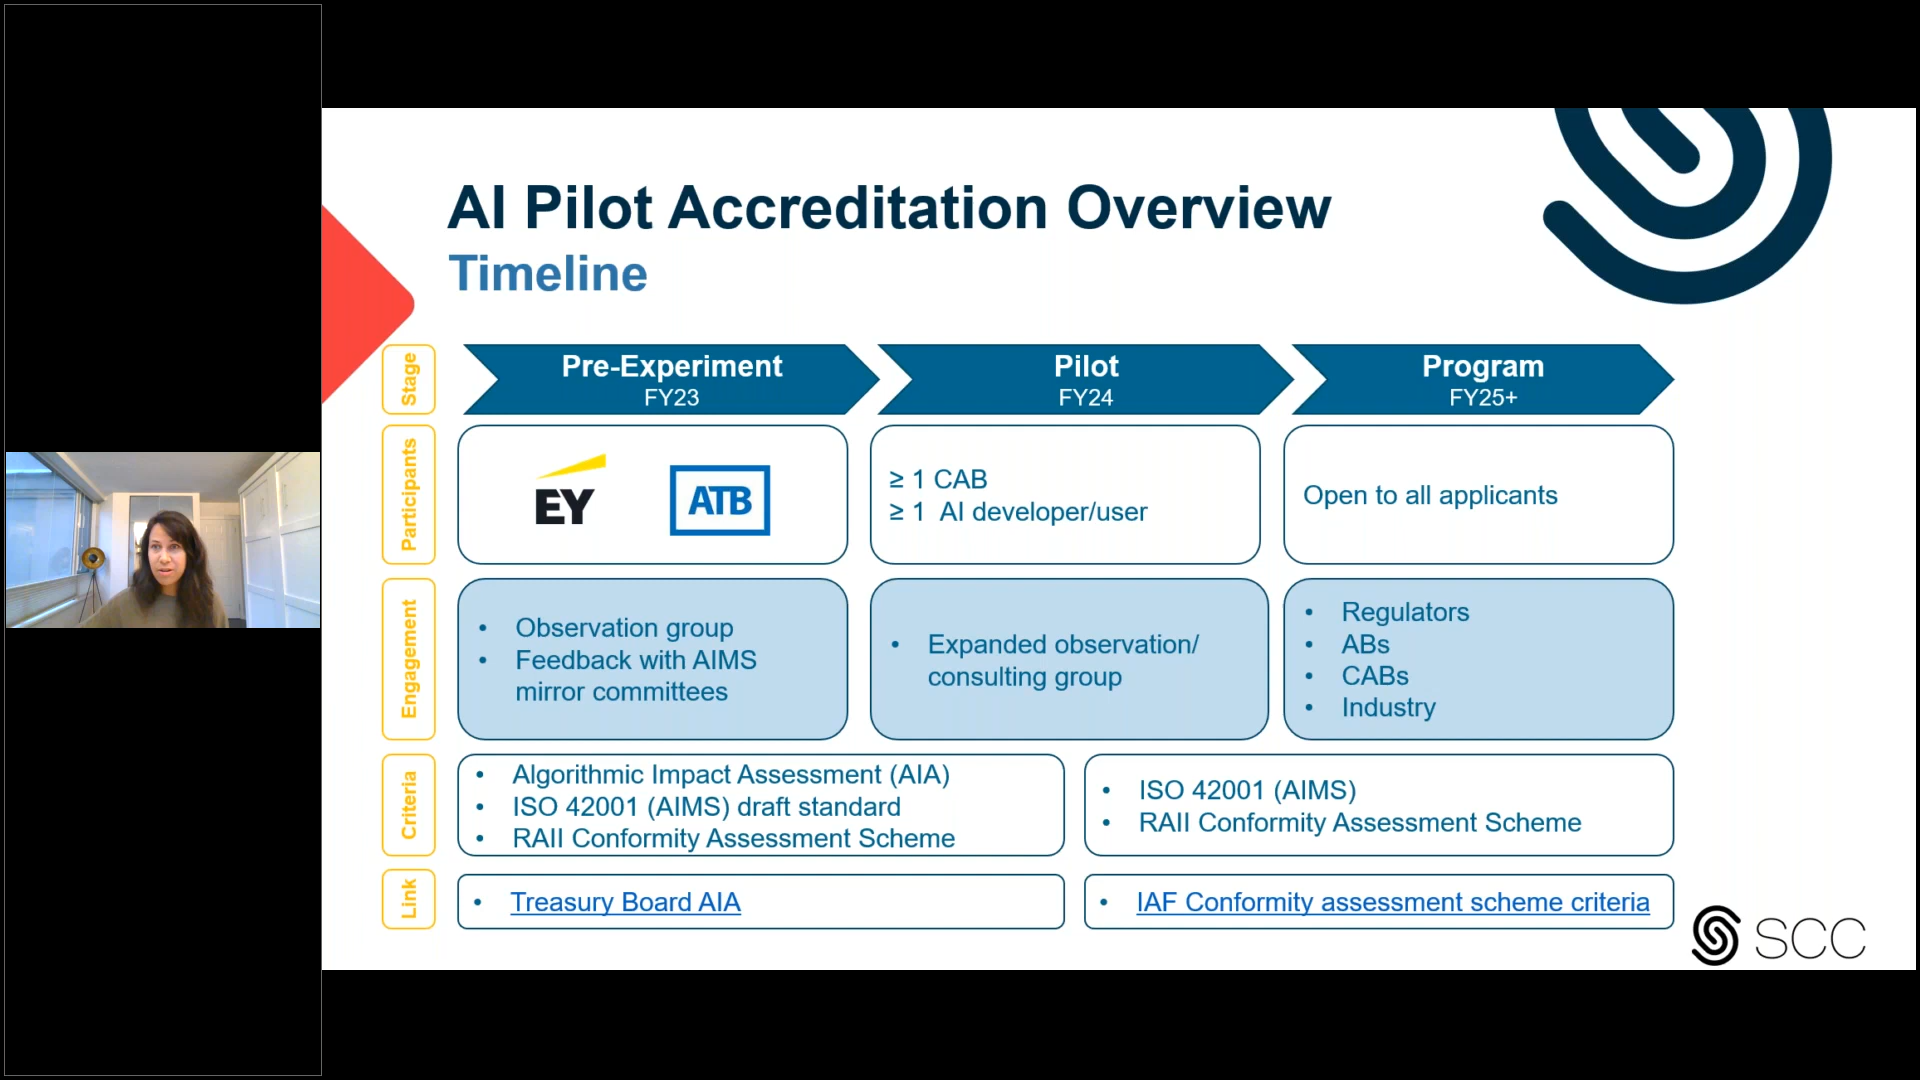 AI Pilot Accreditation Overview
Timeline
Stage
Pre-Experiment
FY23
Pilot
FY24
Program
FY25+
Participants
EY
ATB
≥ 1 CAB
≥ 1 AI developer/user
Open to all applicants
Engagement
• Observation group
• Feedback with AIMS
mirror committees
• Expanded observation/
consulting group
• Regulators
• ABs
• CABs
• Industry
Criteria
• Algorithmic Impact Assessment (AIA)
• ISO 42001 (AIMS) draft standard
• RAII Conformity Assessment Scheme
• ISO 42001 (AIMS)
• RAII Conformity Assessment Scheme
Link
• Treasury Board AIA
• IAF Conformity assessment scheme criteria
SCC